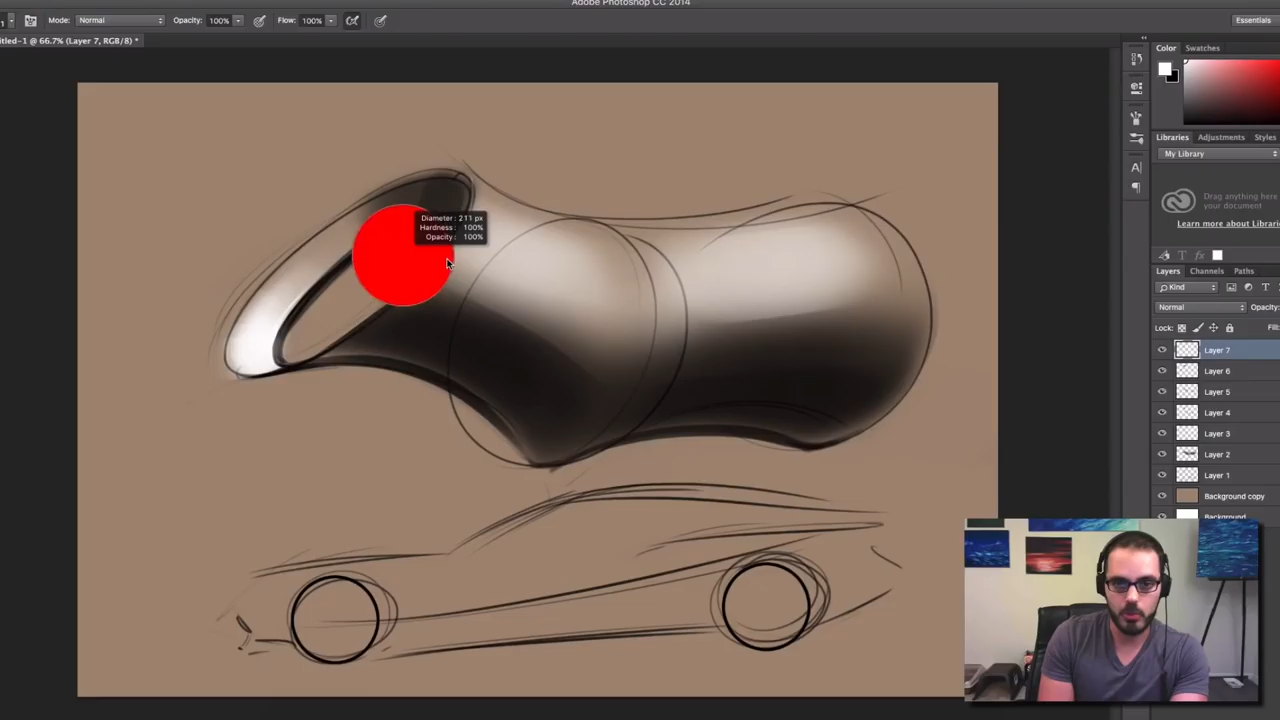 Adobe Photoshop CC 2014
1 Mode: Normal Opacity: 100% Flow: 100% Essentials
itled-1 @ 66.7% (Layer 7, RGB/8) *
Color Swatches
Libraries Adjustments Styles
My Library
Drag anything here
your document
Learn more about Librari
Diameter: 211 px
Hardness: 100%
Opacity: 100%
T fx
Layers Channels Paths
Kind T
Normal Opacity:
Lock: Fill:
Layer 7
Layer 6
Layer 5
Layer 4
Layer 3
Layer 2
Layer 1
Background copy
Background